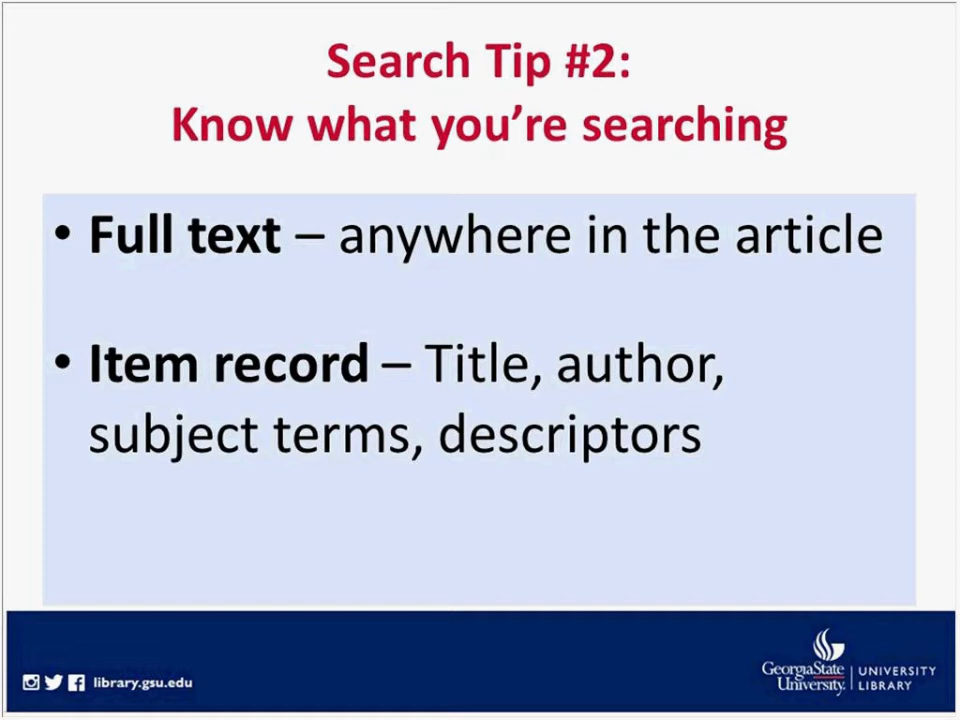 Search Tip #2:
Know what you’re searching
• Full text – anywhere in the article
• Item record – Title, author,
subject terms, descriptors
library.gsu.edu
GeorgiaState
University
UNIVERSITY
LIBRARY